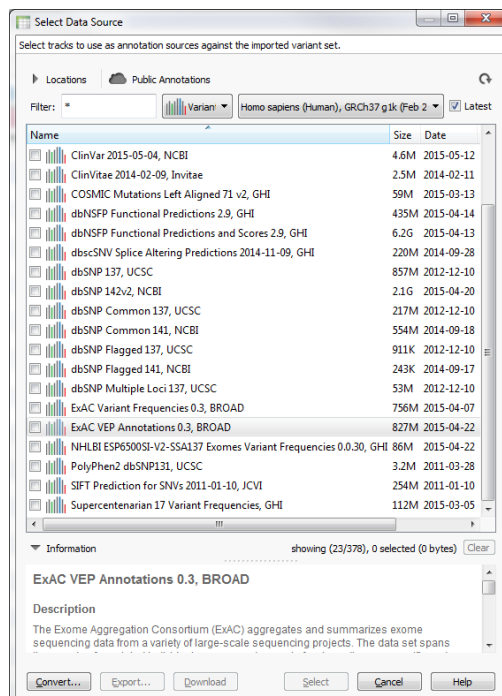 Select Data Source
Select tracks to use as annotation sources against the imported variant set.
Locations Public Annotations
Filter: * Variant Homo sapiens (Human), GRCh37 g1k (Feb 2 Latest
Name Size Date
ClinVar 2015-05-04, NCBI 4.6M 2015-05-12
ClinVitae 2014-02-09, Invitae 2.5M 2014-02-11
COSMIC Mutations Left Aligned 71 v2, GHI 59M 2015-03-13
dbNSFP Functional Predictions 2.9, GHI 435M 2015-04-14
dbNSFP Functional Predictions and Scores 2.9, GHI 6.2G 2015-04-13
dbscSNV Splice Altering Predictions 2014-11-09, GHI 220M 2014-09-28
dbSNP 137, UCSC 857M 2012-12-10
dbSNP 142v2, NCBI 2.1G 2015-04-20
dbSNP Common 137, UCSC 217M 2012-12-10
dbSNP Common 141, NCBI 554M 2014-09-18
dbSNP Flagged 137, UCSC 911K 2012-12-10
dbSNP Flagged 141, NCBI 243K 2014-09-17
dbSNP Multiple Loci 137, UCSC 53M 2012-12-10
ExAC Variant Frequencies 0.3, BROAD 756M 2015-04-07
ExAC VEP Annotations 0.3, BROAD 827M 2015-04-22
NHLBI ESP6500SI-V2-SSA137 Exomes Variant Frequencies 0.0.30, GHI 86M 2015-04-22
PolyPhen2 dbSNP131, UCSC 3.2M 2011-03-28
SIFT Prediction for SNVs 2011-01-10, JCVI 254M 2011-01-10
Supercentenarian 17 Variant Frequencies, GHI 112M 2015-03-05
Information showing (23/378), 0 selected (0 bytes) Clear
ExAC VEP Annotations 0.3, BROAD
Description
The Exome Aggregation Consortium (ExAC) aggregates and summarizes exome
sequencing data from a variety of large-scale sequencing projects. The data set spans
Convert... Export... Download Select Cancel Help